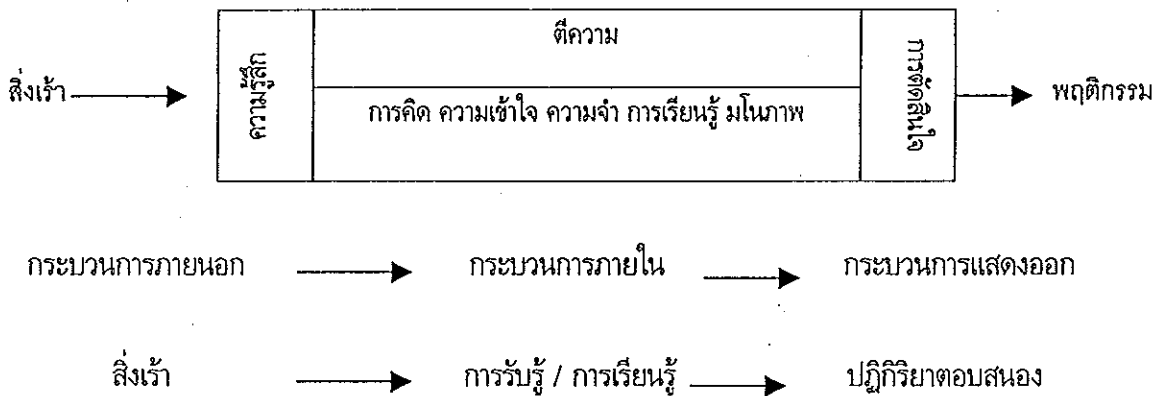 ตีความ
สิ่งเร้า
ความรู้สึก
การคิด ความเข้าใจ ความจำ การเรียนรู้ มโนภาพ
การตัดสินใจ
พฤติกรรม
กระบวนการภายนอก กระบวนการภายใน กระบวนการแสดงออก
สิ่งเร้า การรับรู้ / การเรียนรู้ ปฏิกิริยาตอบสนอง